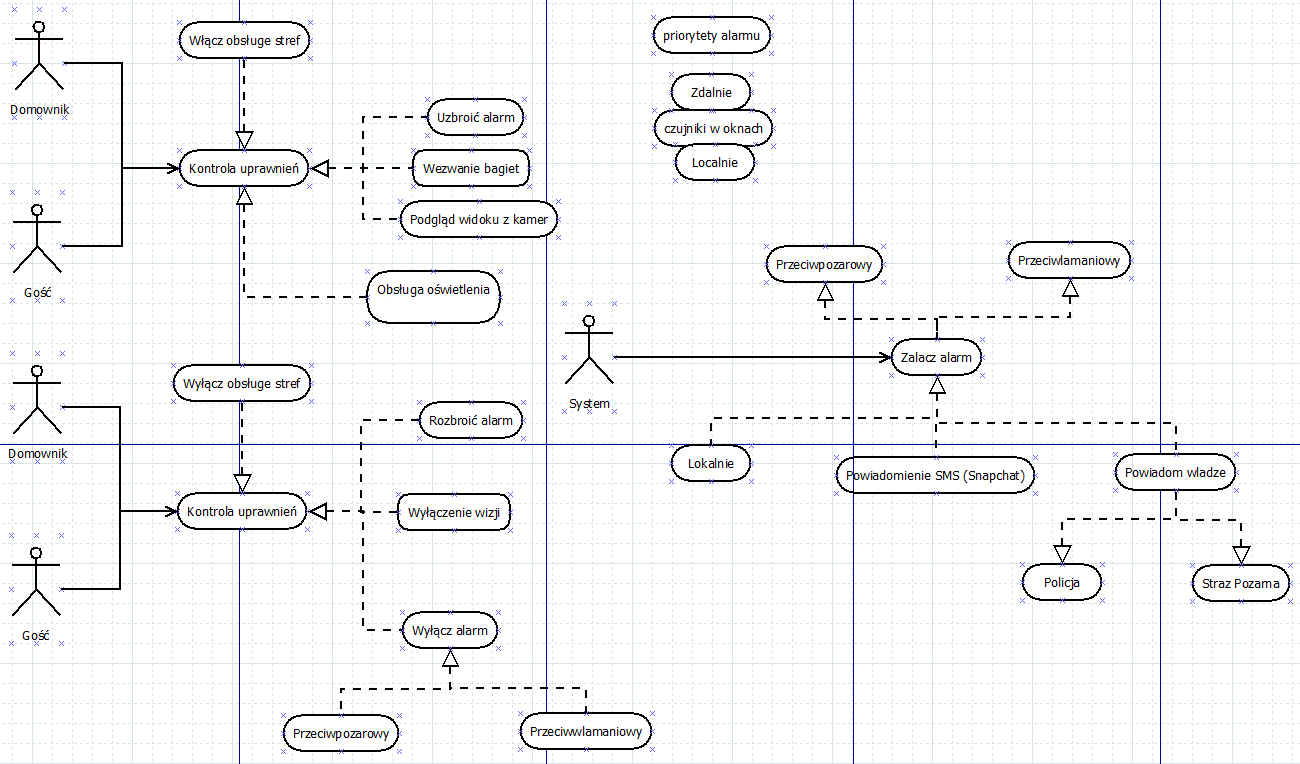 Włącz obsługe stref
Domownik
Kontrola uprawnień
Uzbroić alarm
Wezwanie bagiet
Podgląd widoku z kamer
Gość
Obsługa oświetlenia
priorytety alarmu
Zdalnie
czujniki w oknach
Localnie
Przeciwpozarowy
Przeciwlamaniowy
System
Zalacz alarm
Lokalnie
Powiadomienie SMS (Snapchat)
Powiadom wladze
Policja
Straz Pozarna
Wyłącz obsługe stref
Domownik
Kontrola uprawnień
Rozbroić alarm
Wyłączenie wizji
Gość
Wyłącz alarm
Przeciwpozarowy
Przeciwwlamaniowy